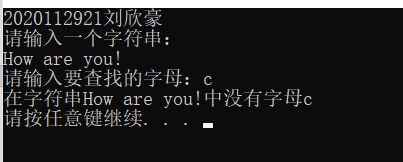 2020112921刘欣豪
请输入一个字符串：
How are you!
请输入要查找的字母：c
在字符串How are you!中没有字母c
请按任意键继续. . .